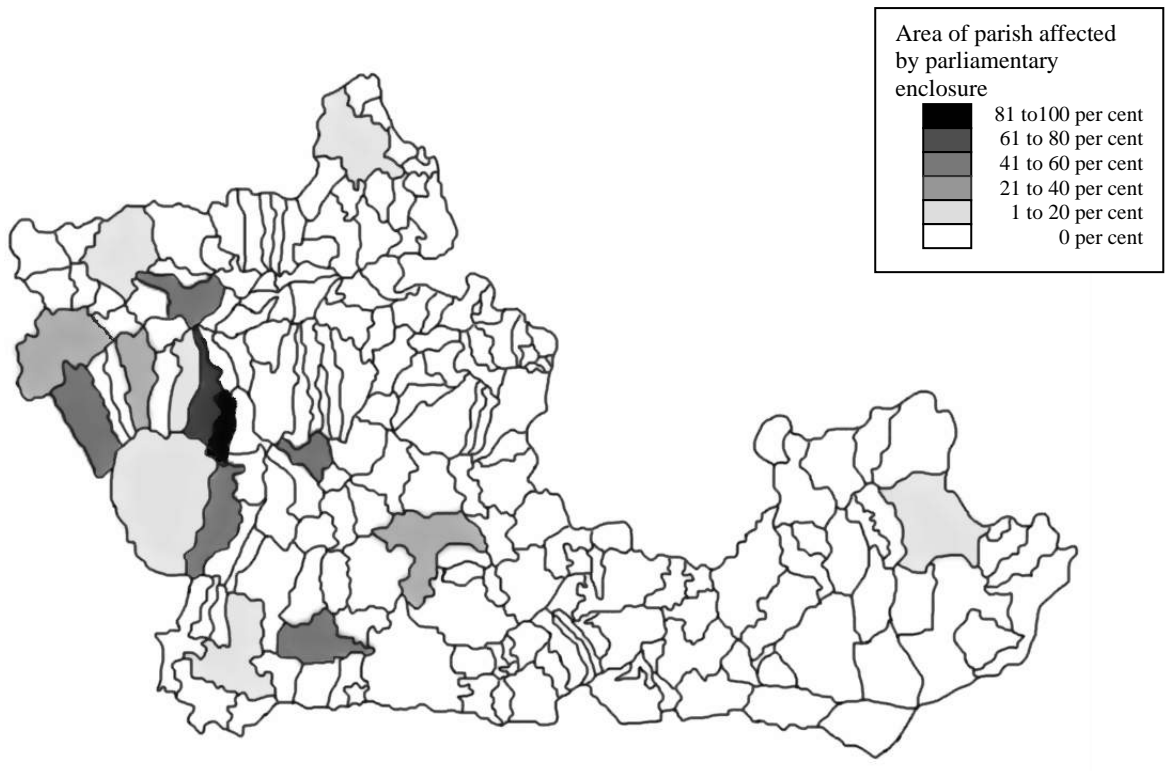 Area of parish affected
by parliamentary
enclosure
81 to100 per cent
61 to 80 per cent
41 to 60 per cent
21 to 40 per cent
1 to 20 per cent
0 per cent